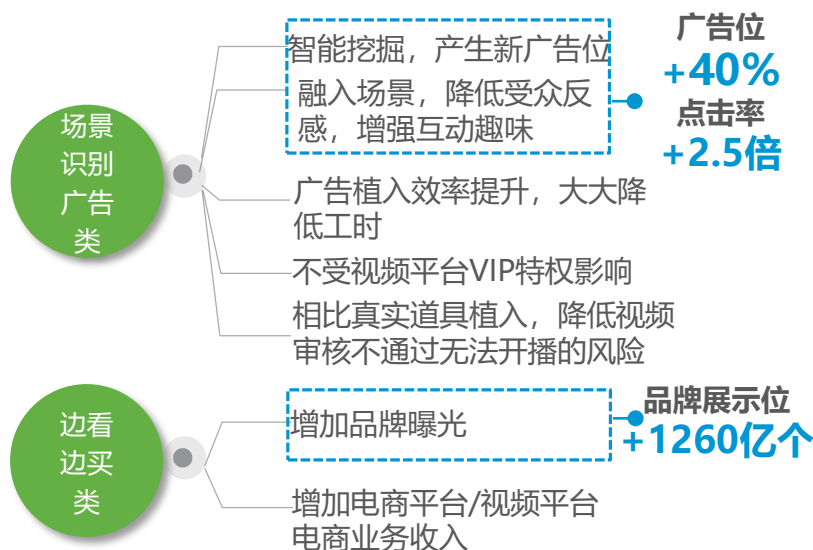 场景
识别
广告
类
智能挖掘，产生新广告位
融入场景，降低受众反
感，增强互动趣味
广告位
+40%
点击率
+2.5倍
广告植入效率提升，大大降
低工时
不受视频平台VIP特权影响
相比真实道具植入，降低视频
审核不通过无法开播的风险
边看
边买
类
增加品牌曝光
品牌展示位
+1260亿个
增加电商平台/视频平台
电商业务收入